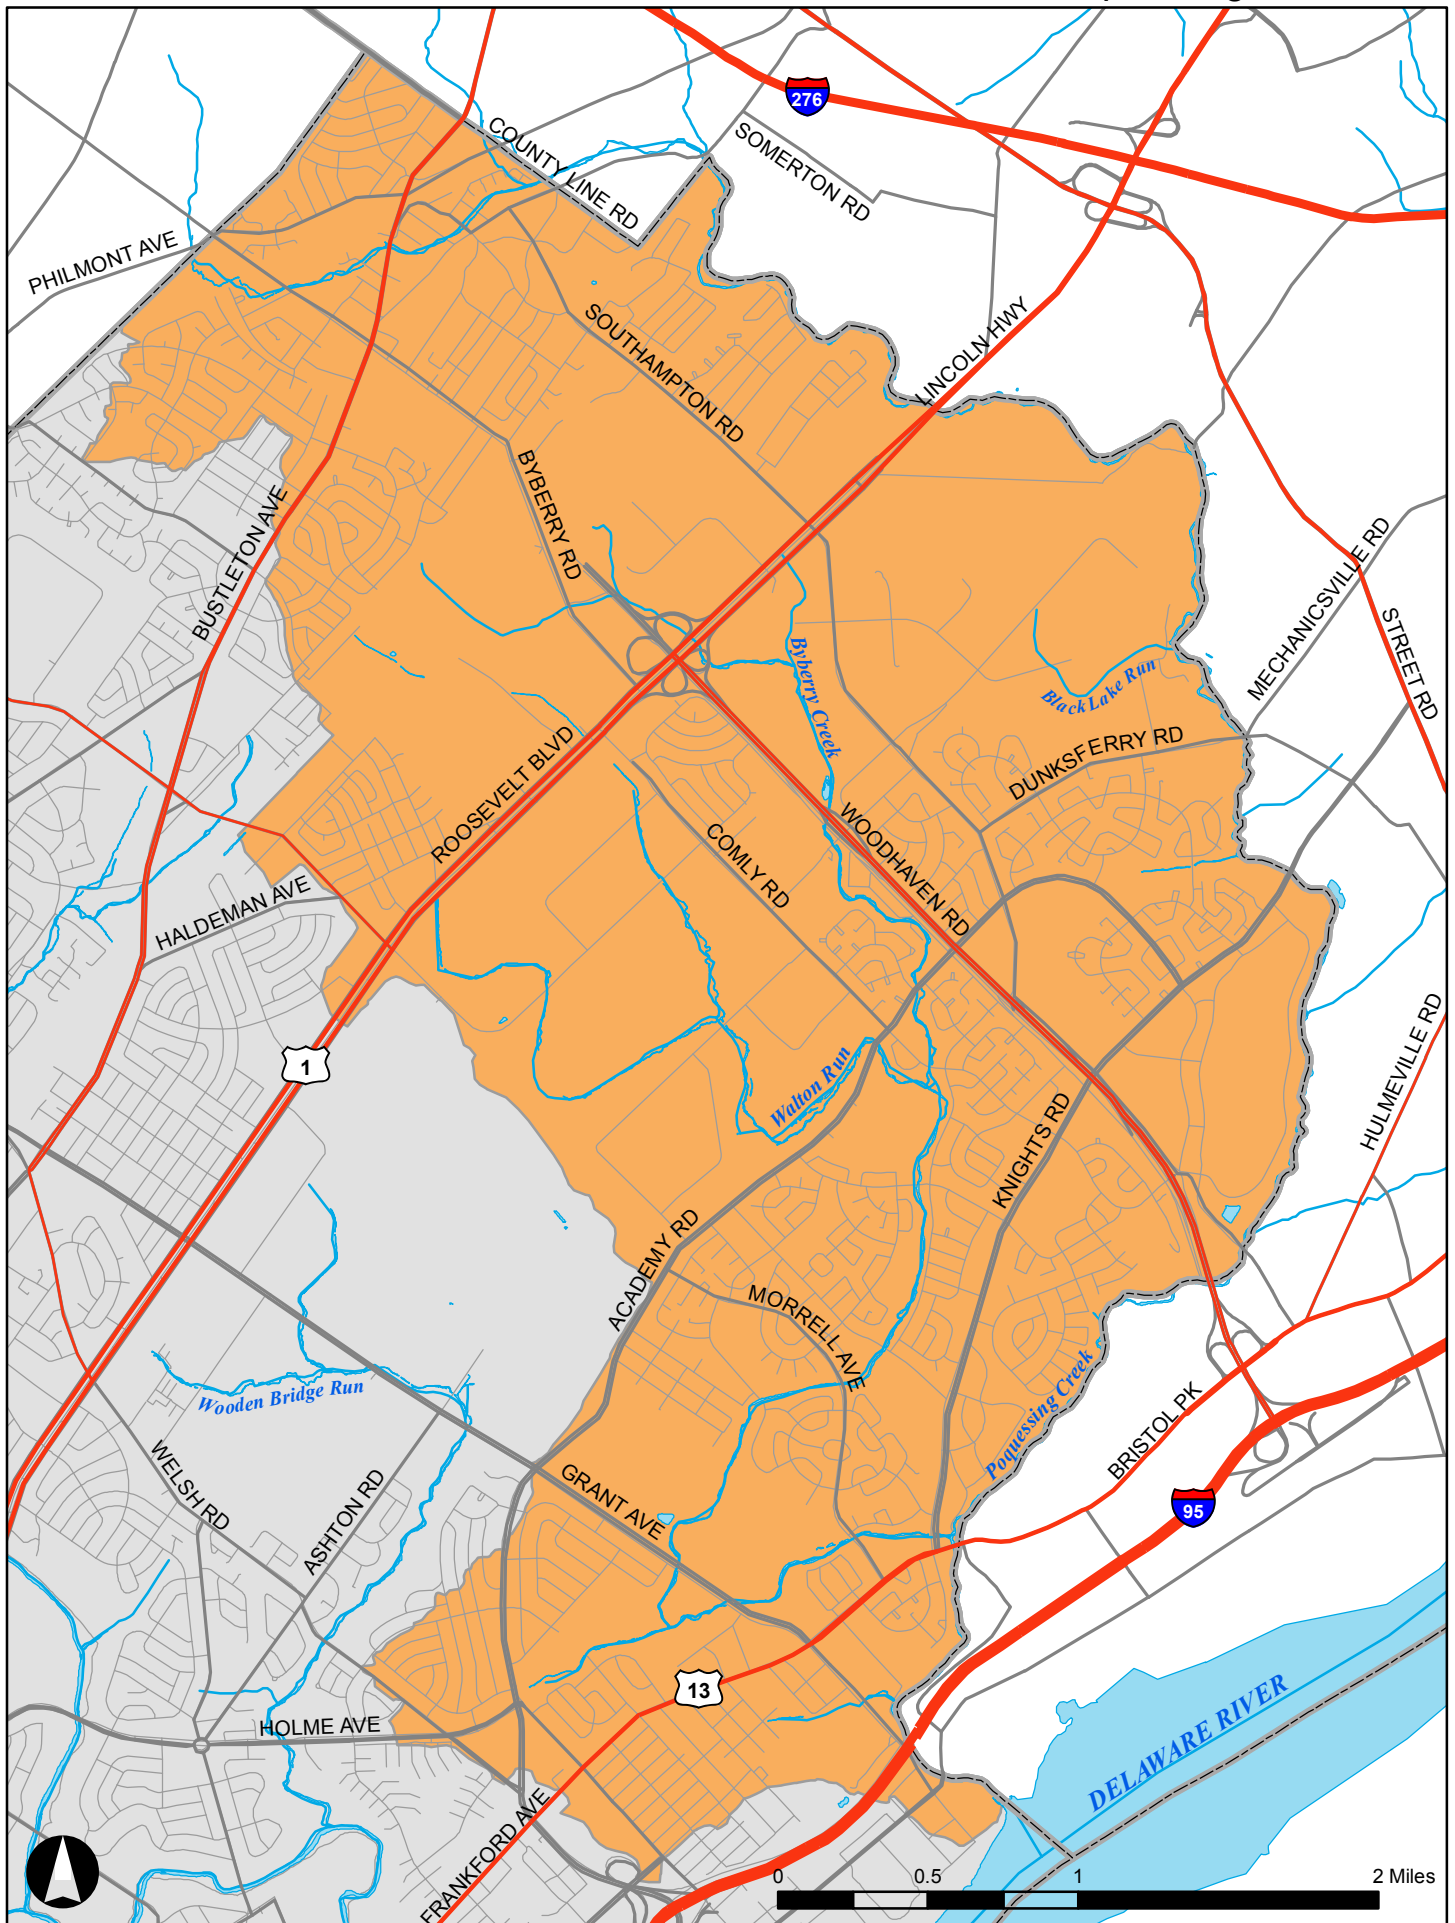 276
COUNTY LINE RD
SOMERTON RD
PHILMONT AVE
LINCOLN HWY
SOUTHAMPTON RD
BYBERRY RD
BUSTLETON AVE
MECHANICSVILLE RD
STREET RD
Byberry Creek
Black Lake Run
DUNKSFERRY RD
ROOSEVELT BLVD
COMLY RD
WOODHAVEN RD
HALDEMAN AVE
1
HULMEVILLE RD
Walton Run
KNIGHTS RD
ACADEMY RD
MORRELL AVE
Wooden Bridge Run
Poquessing Creek
BRISTOL PK
WELSH RD
ASHTON RD
GRANT AVE
95
13
HOLME AVE
DELAWARE RIVER
FRANKFORD AVE
0 0.5 1 2 Miles